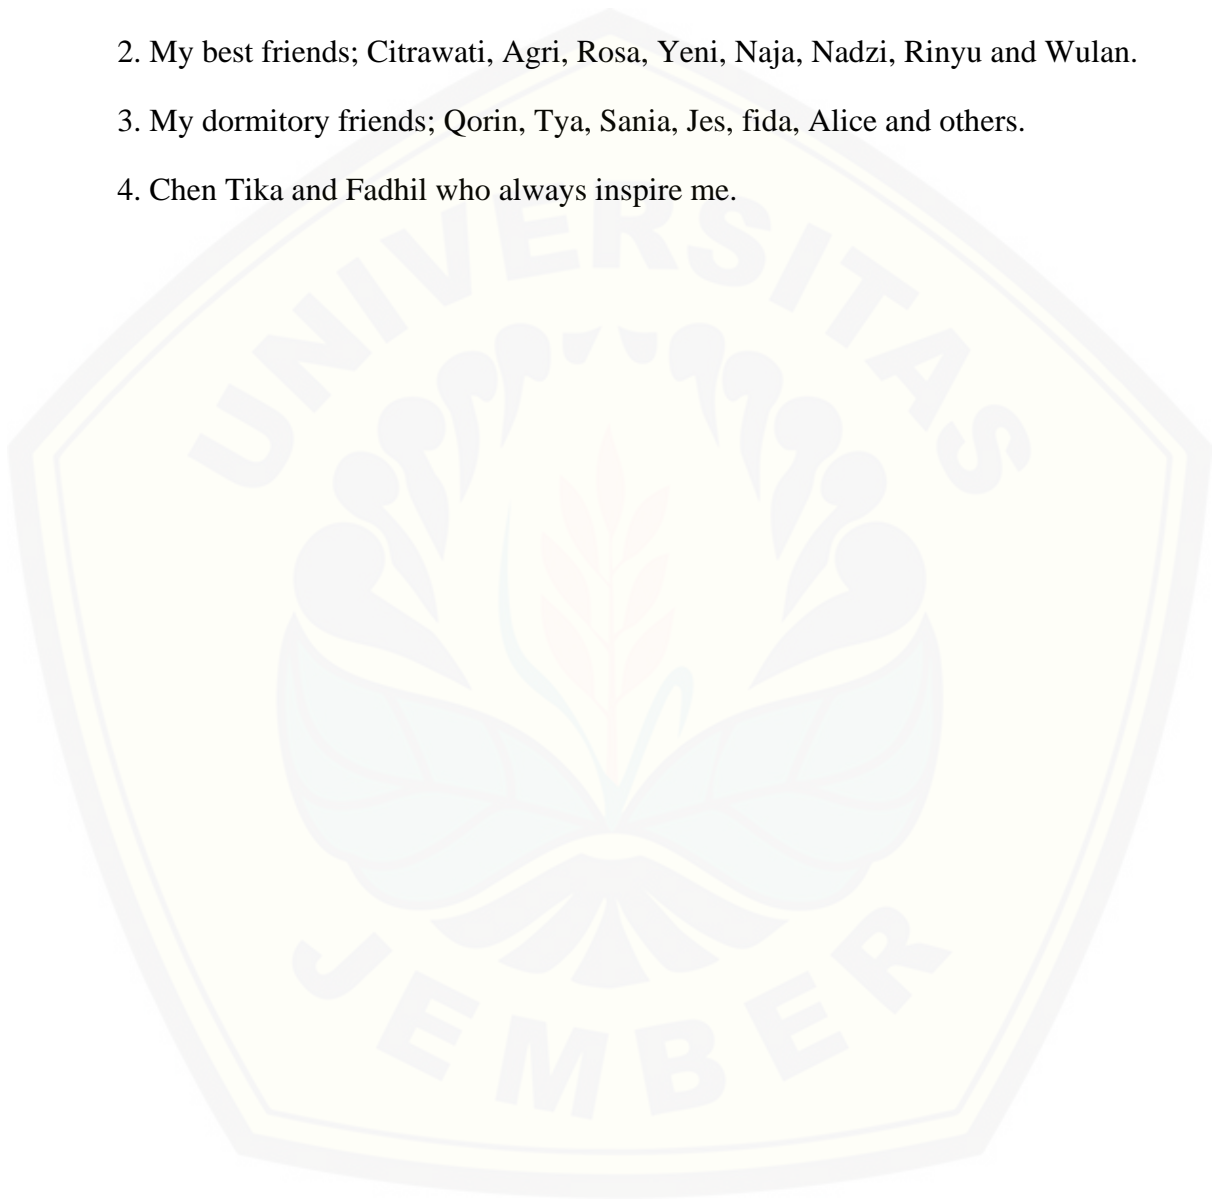 2. My best friends; Citrawati, Agri, Rosa, Yeni, Naja, Nadzi, Rinyu and Wulan.
3. My dormitory friends; Qorin, Tya, Sania, Jes, fida, Alice and others.
4. Chen Tika and Fadhil who always inspire me.
UNIVERSITAS
JEMBER